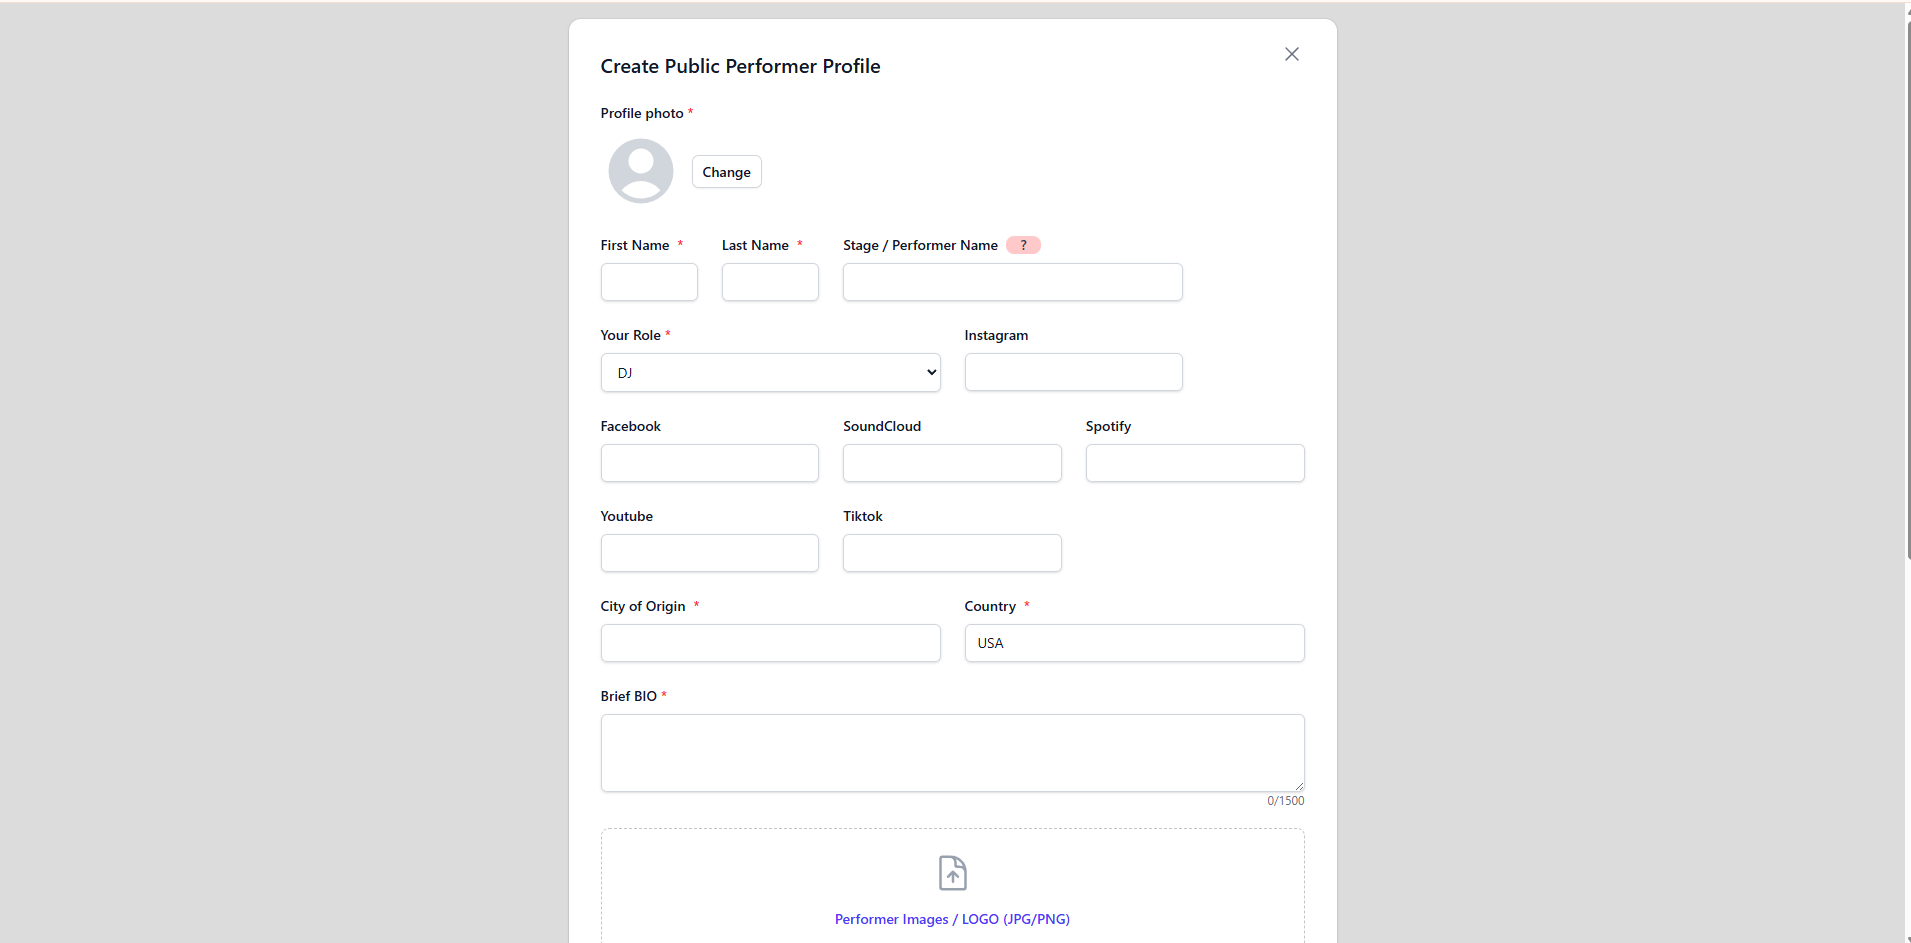 Create Public Performer Profile
Profile photo *
Change
First Name * Last Name * Stage / Performer Name ?
Your Role * Instagram
DJ
Facebook SoundCloud Spotify
Youtube Tiktok
City of Origin * Country *
USA
Brief BIO *
0/1500
Performer Images / LOGO (JPG/PNG)